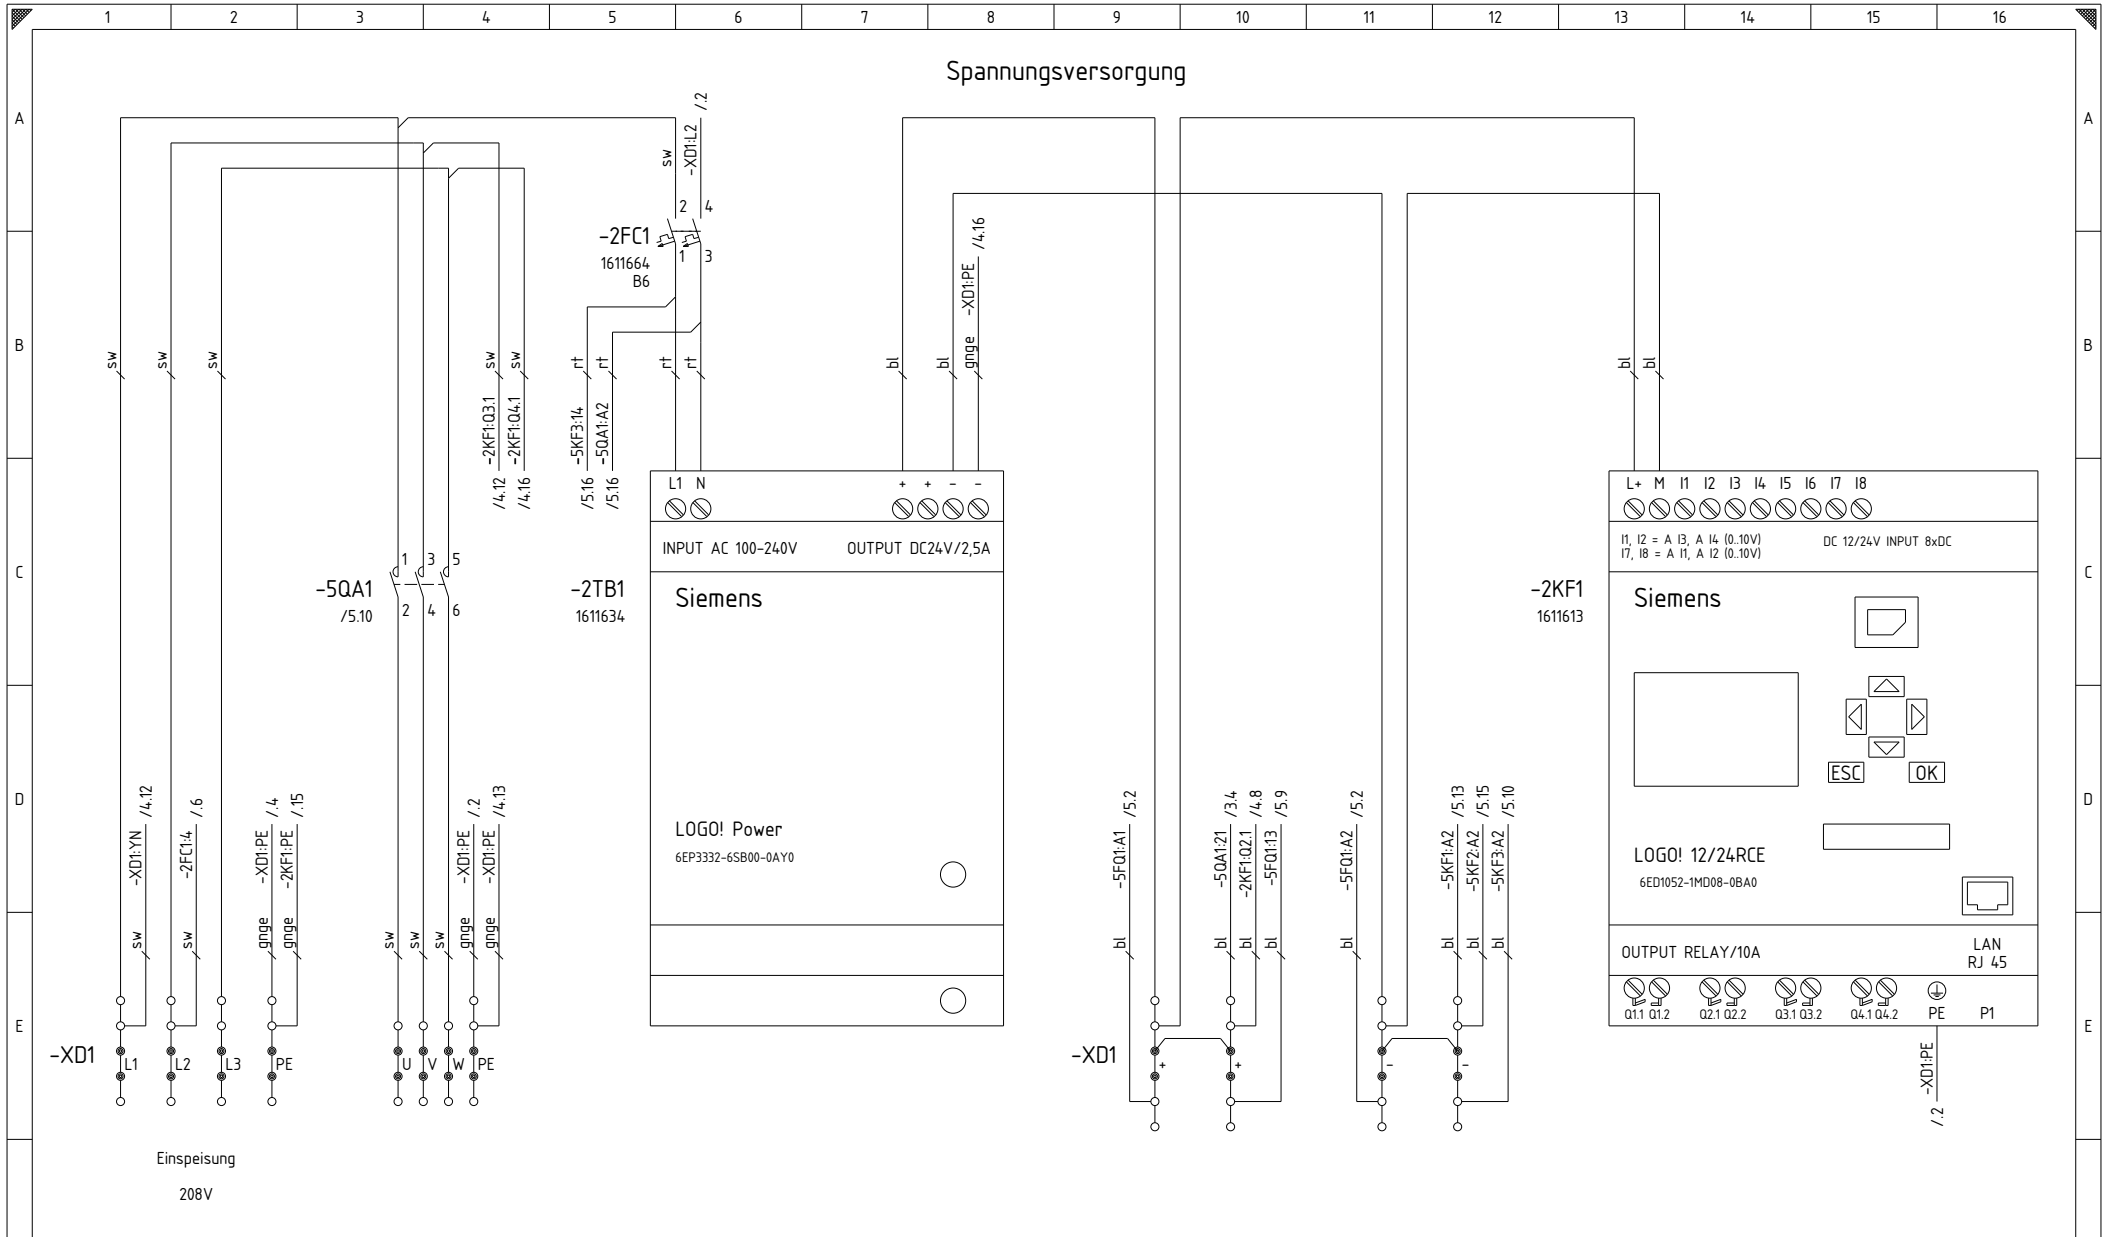 1 2 3 4 5 6 7 8 9 10 11 12 13 14 15 16
Spannungsversorgung
A A
B B
C C
D D
E E
sw
-XD1:L2
/.2
2 4
-2FC1
1 3
1611664
B6
sw
sw
sw
sw
sw
rt
rt
rt
rt
bl
bl
gnge
-XD1:PE
/4.16
bl
bl
-2KF1:Q3.1
/4.12
-2KF1:Q4.1
/4.16
-5KF3:14
/5.16
-5QA1:A2
/5.16
1 3 5
-5QA1
/5.10
2 4 6
L1 N + + - -
INPUT AC 100-240V OUTPUT DC24V/2,5A
-2TB1
1611634
Siemens
LOGO! Power
6EP3332-6SB00-0AY0
L+ M I1 I2 I3 I4 I5 I6 I7 I8
I1, I2 = A I3, A I4 (0..10V)
I7, I8 = A I1, A I2 (0..10V)
DC 12/24V INPUT 8xDC
-2KF1
1611613
Siemens
ESC OK
LOGO! 12/24RCE
6ED1052-1MD08-0BA0
OUTPUT RELAY/10A
LAN
RJ 45
Q1.1 Q1.2 Q2.1 Q2.2 Q3.1 Q3.2 Q4.1 Q4.2 PE P1
-XD1:PE
/.2
sw
-XD1:YN
/4.12
sw
-2FC1:4
/.6
gnge
-XD1:PE
/.4
gnge
-2KF1:PE
/.15
sw
sw
sw
gnge
-XD1:PE
/.2
gnge
-XD1:PE
/4.13
bl
-5FQ1:A1
/5.2
bl
-5QA1:21
/3.4
bl
-2KF1:Q2.1
/4.8
bl
-5FQ1:13
/5.9
bl
-5FQ1:A2
/5.2
bl
-5KF1:A2
/5.13
bl
-5KF2:A2
/5.15
bl
-5KF3:A2
/5.10
-XD1 L1 L2 L3 PE U V W PE
-XD1 + + - -
Einspeisung
208V